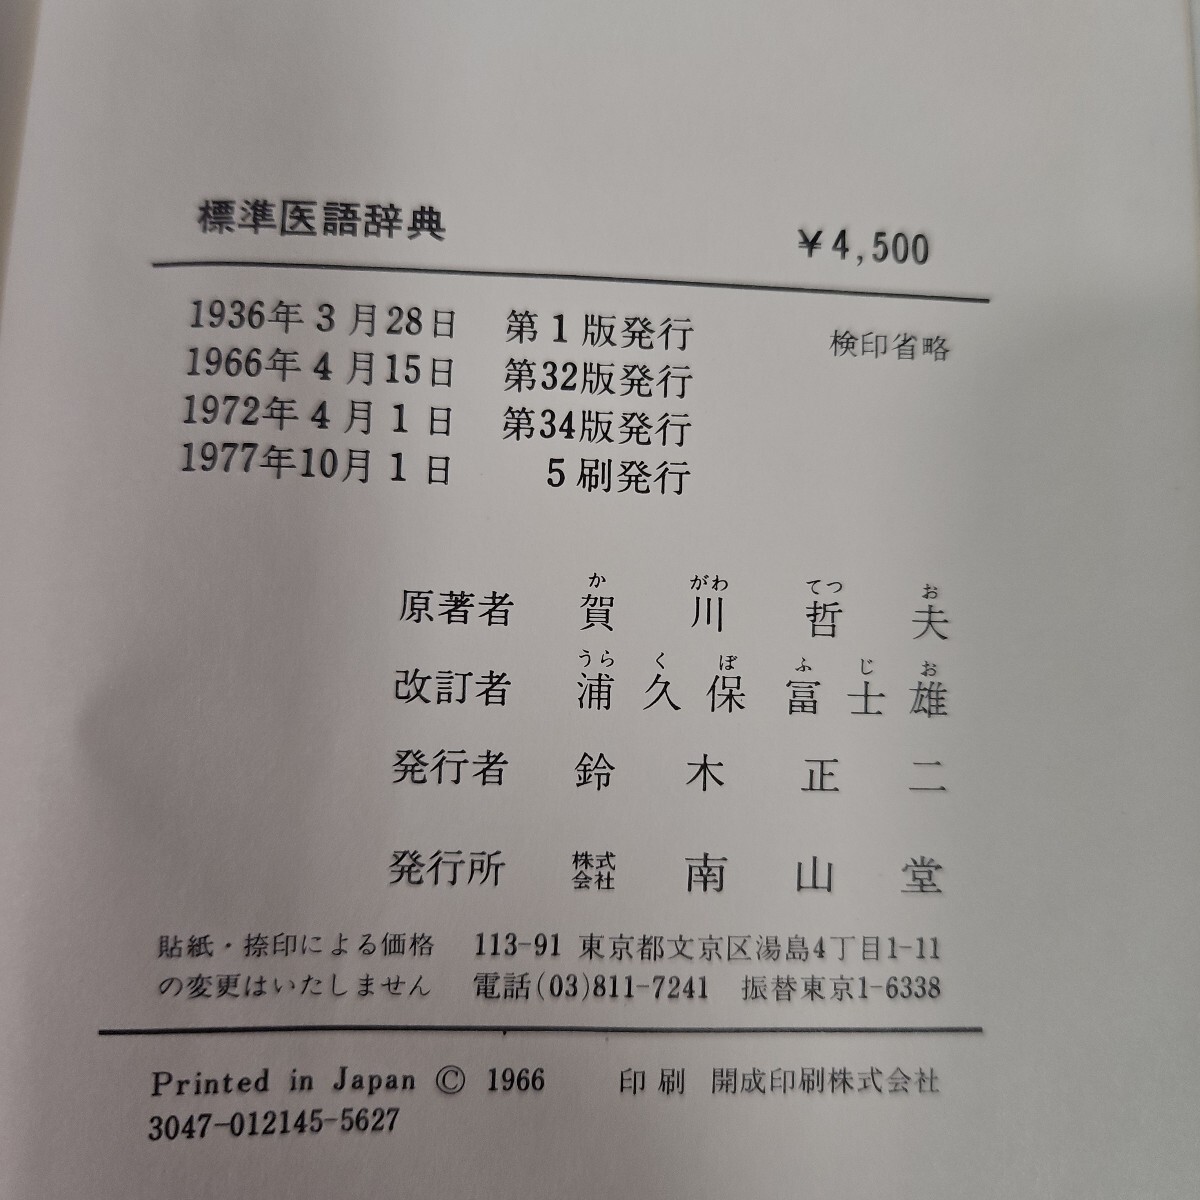 標準医語辞典 ¥4,500
1936年3月28日 第1版発行 検印省略
1966年4月15日 第32版発行
1972年4月1日 第34版発行
1977年10月1日 5刷発行
か がわ てつ お
原著者 賀川哲夫
うら く ぼ ふ じ お
改訂者 浦久保冨士雄
発行者 鈴木正二
発行所 株式会社 南山堂
貼紙・捺印による価格 113-91 東京都文京区湯島4丁目1-11
の変更はいたしません 電話(03)811-7241 振替東京1-6338
Printed in Japan © 1966 印刷 開成印刷株式会社
3047-012145-5627